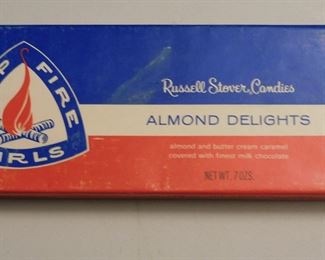 FIRE
Russell Stover Candies
ALMOND DELIGHTS
almond and butter cream caramel
covered with finest milk chocolate
NET WT. 7 OZS.
IRLS